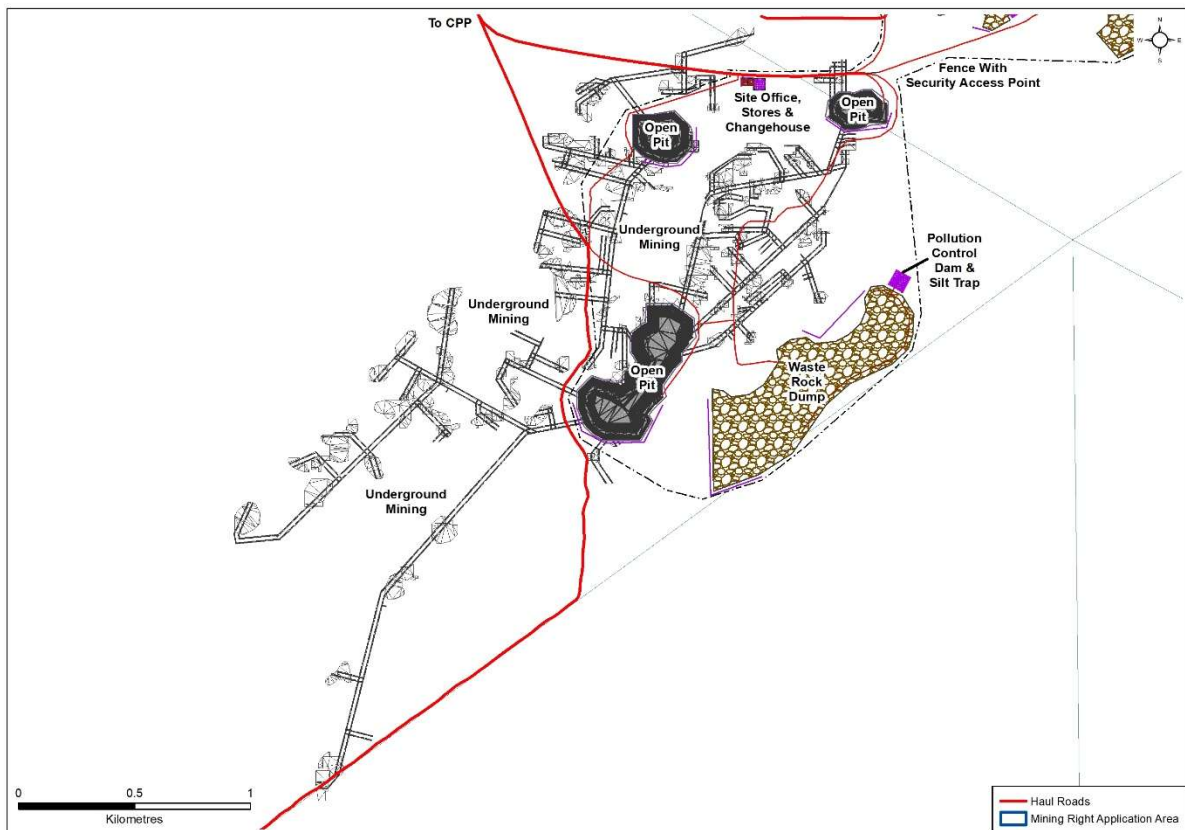 To CPP
N
W
E
S
Fence With
Security Access Point
Site Office,
Stores &
Changehouse
Open
Pit
Open
Pit
Underground
Mining
Pollution
Control
Dam &
Silt Trap
Underground
Mining
Open
Pit
Waste
Rock
Dump
Underground
Mining
0 0.5 1
Kilometres
Haul Roads
Mining Right Application Area